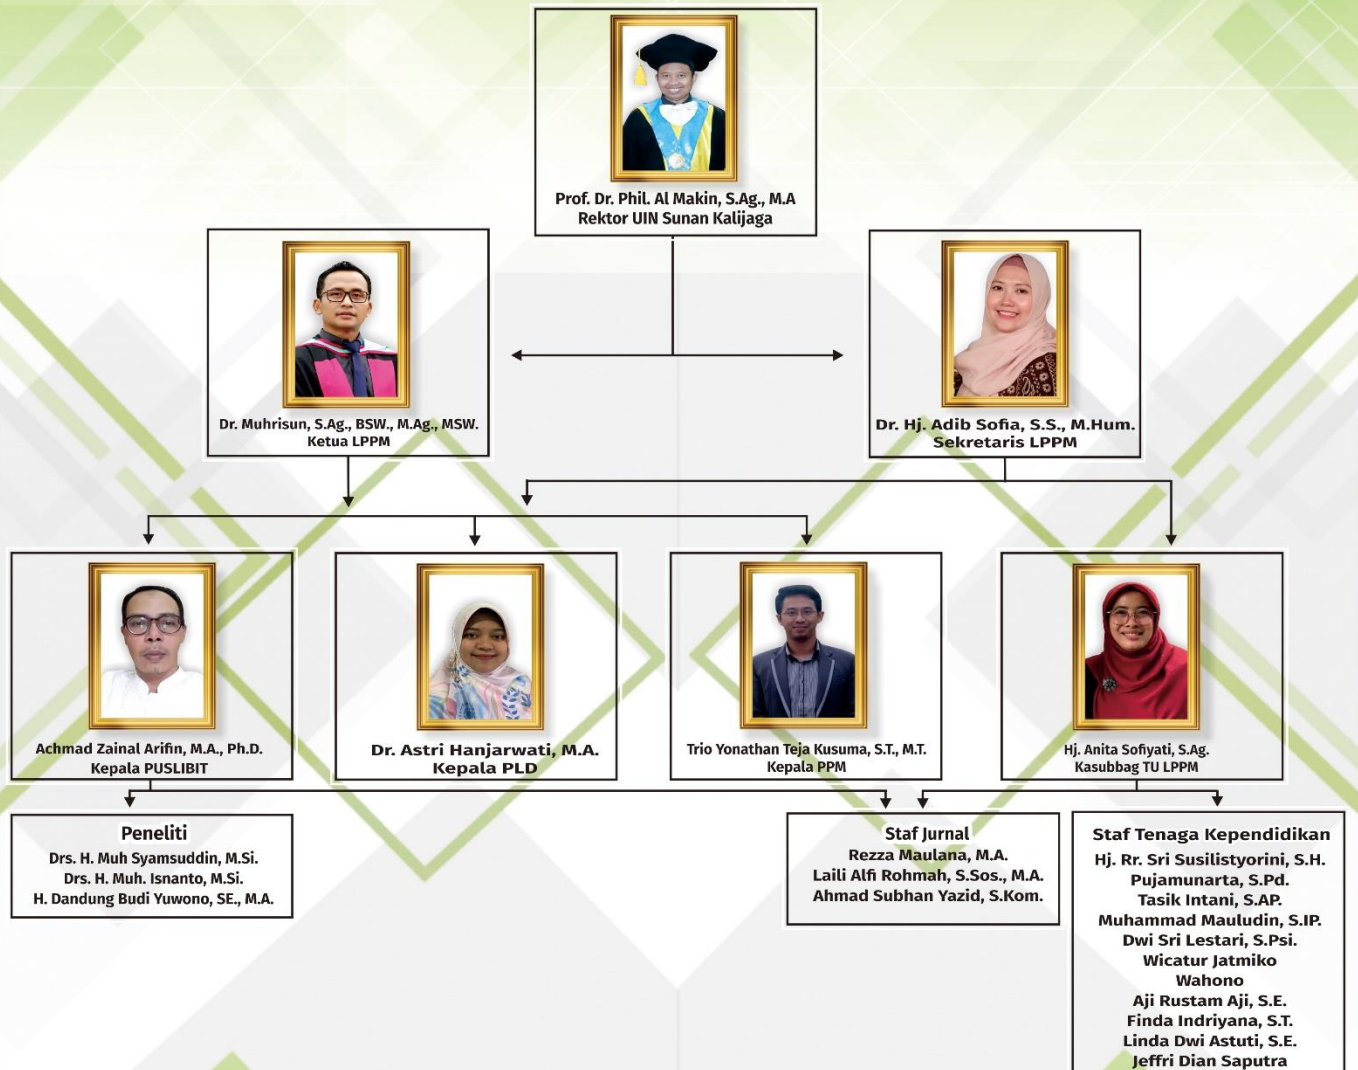 Prof. Dr. Phil. Al Makin, S.Ag., M.A
Rektor UIN Sunan Kalijaga
Dr. Muhrisun, S.Ag., BSW., M.Ag., MSW.
Ketua LPPM
Dr. Hj. Adib Sofia, S.S., M.Hum.
Sekretaris LPPM
Achmad Zainal Arifin, M.A., Ph.D.
Kepala PUSLIBIT
Dr. Astri Hanjarwati, M.A.
Kepala PLD
Trio Yonathan Teja Kusuma, S.T., M.T.
Kepala PPM
Hj. Anita Sofiyati, S.Ag.
Kasubbag TU LPPM
Peneliti
Drs. H. Muh Syamsuddin, M.Si.
Drs. H. Muh. Isnanto, M.Si.
H. Dandung Budi Yuwono, SE., M.A.
Staf Jurnal
Rezza Maulana, M.A.
Laili Alfi Rohmah, S.Sos., M.A.
Ahmad Subhan Yazid, S.Kom.
Staf Tenaga Kependidikan
Hj. Rr. Sri Susilistyorini, S.H.
Pujamunarta, S.Pd.
Tasik Intani, S.AP.
Muhammad Mauludin, S.IP.
Dwi Sri Lestari, S.Psi.
Wicatur Jatmiko
Wahono
Aji Rustam Aji, S.E.
Finda Indriyana, S.T.
Linda Dwi Astuti, S.E.
Jeffri Dian Saputra